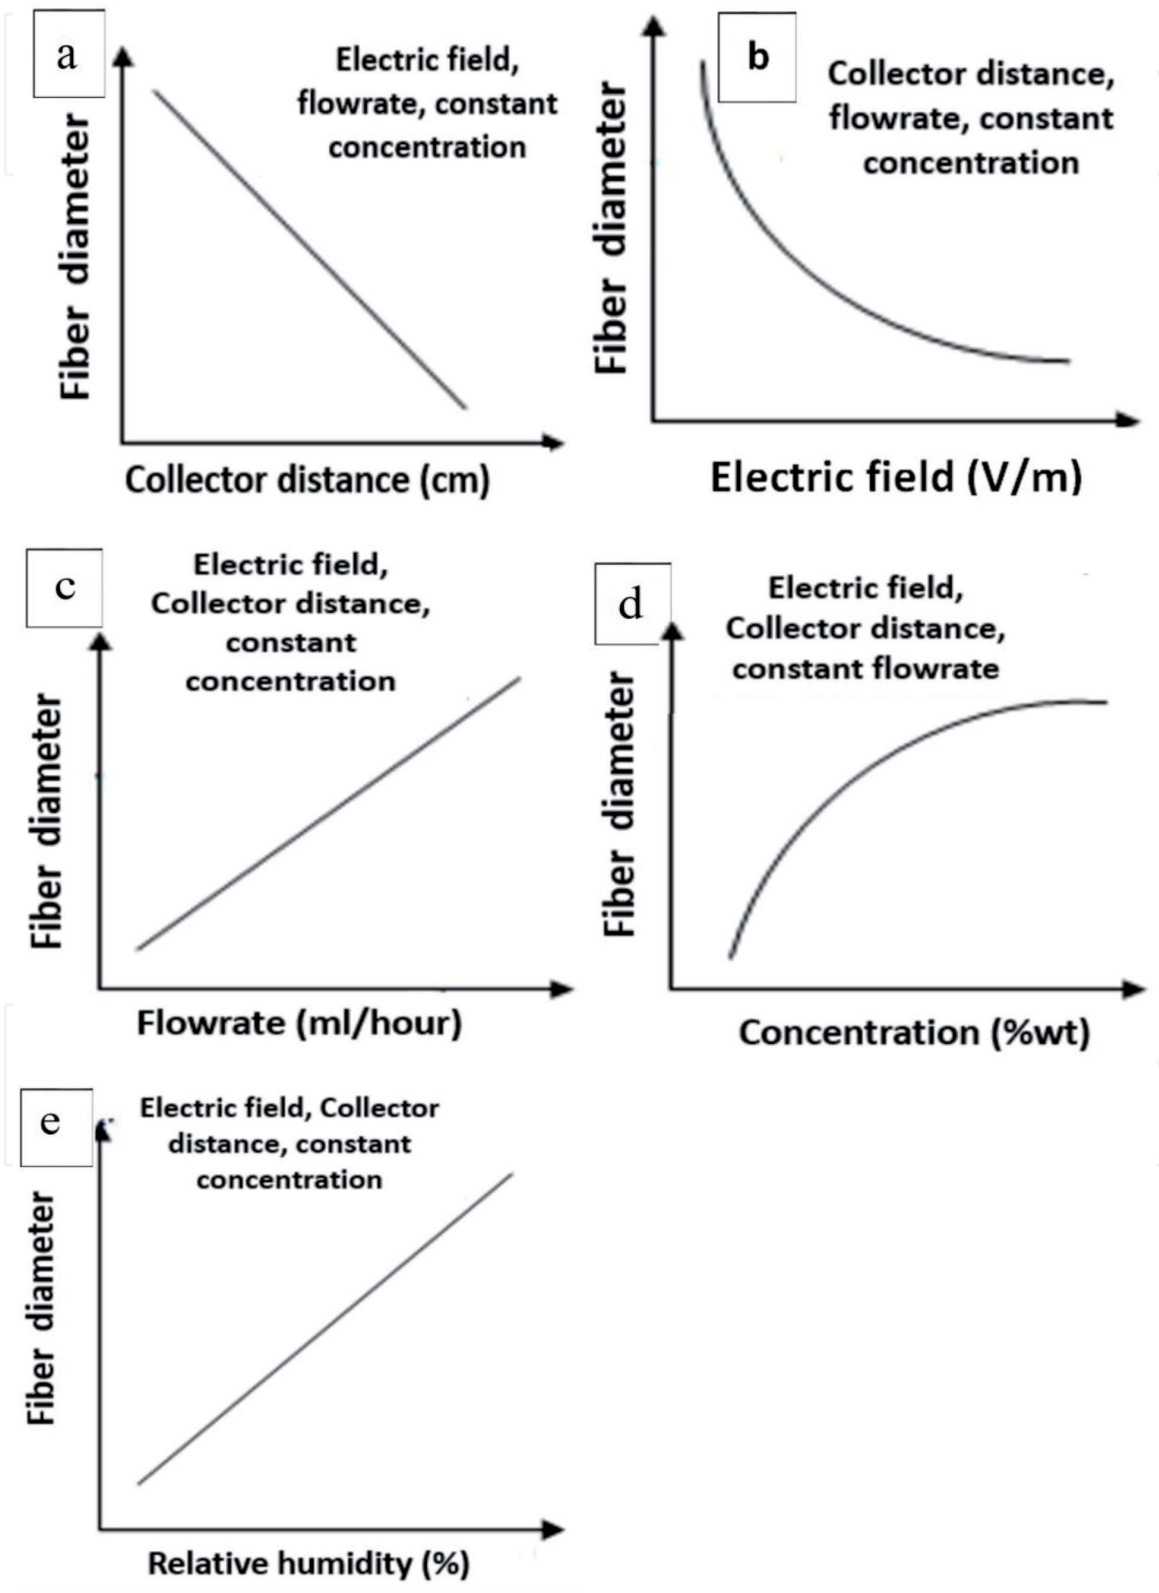 a
Electric field,
flowrate, constant
concentration
Fiber diameter
Collector distance (cm)
b
Collector distance,
flowrate, constant
concentration
Fiber diameter
Electric field (V/m)
c
Electric field,
Collector distance,
constant
concentration
Fiber diameter
Flowrate (ml/hour)
d
Electric field,
Collector distance,
constant flowrate
Fiber diameter
Concentration (%wt)
e
Electric field, Collector
distance, constant
concentration
Fiber diameter
Relative humidity (%)